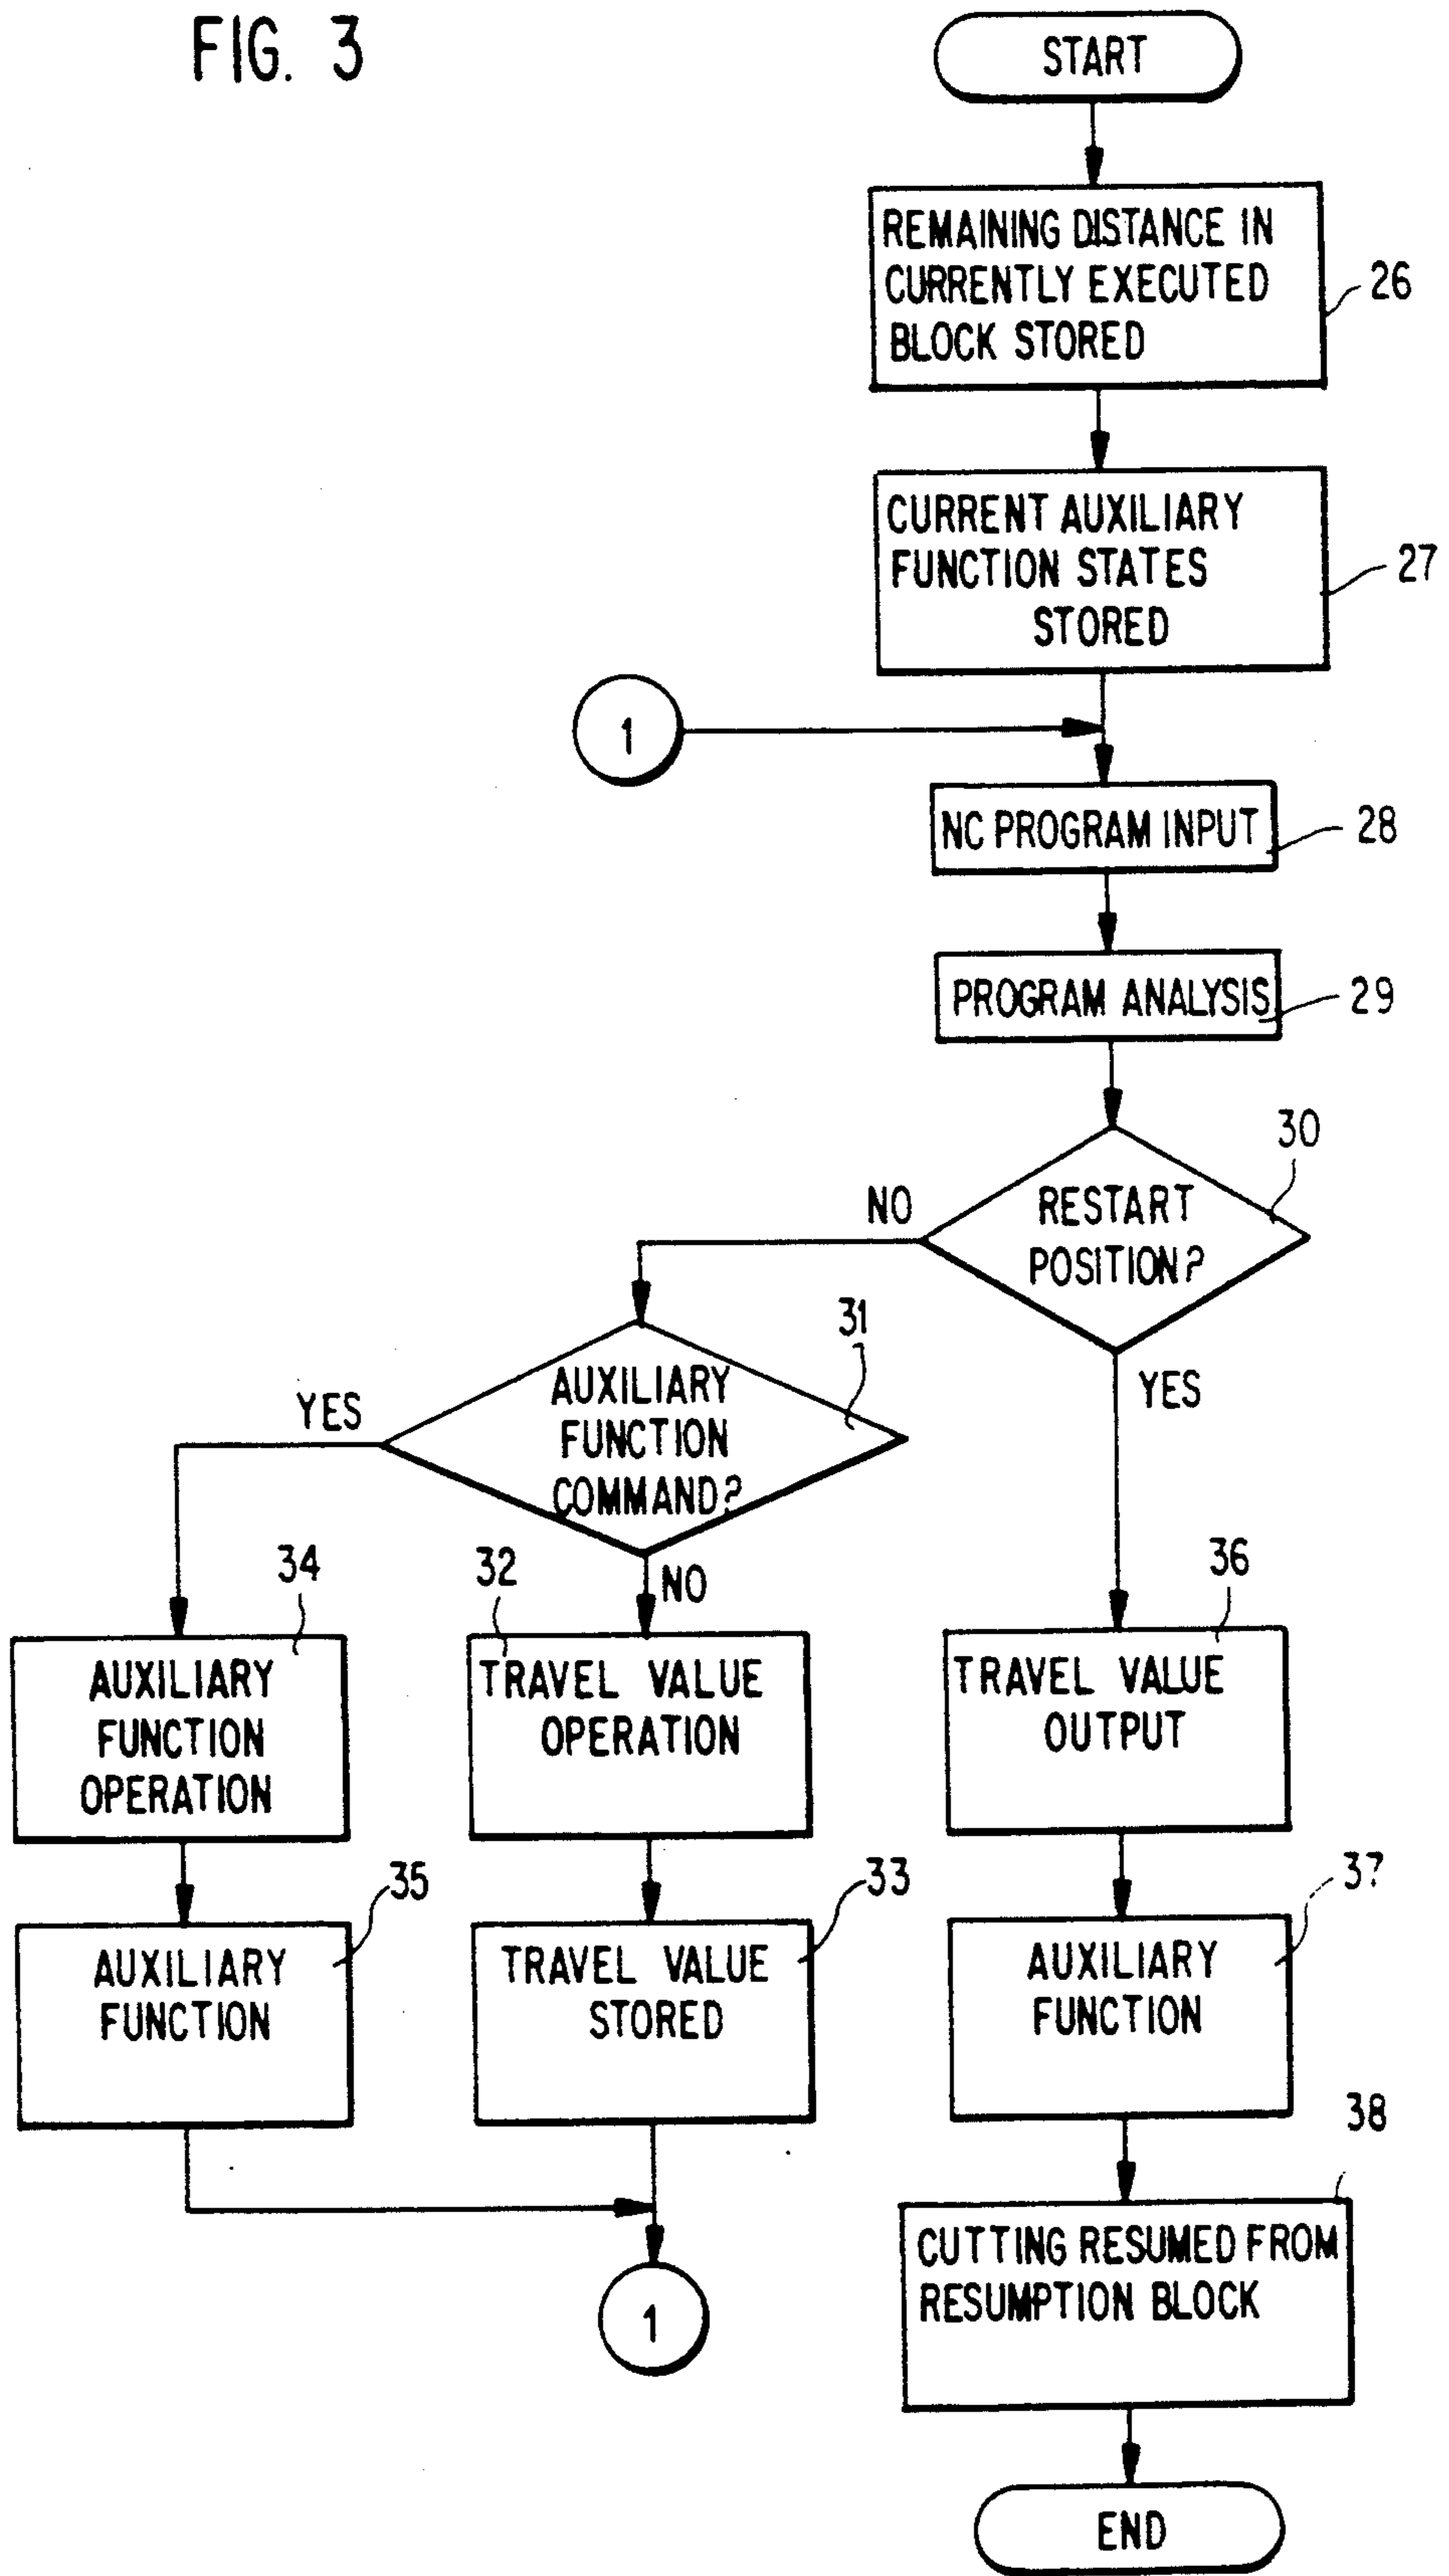 FIG. 3
START
REMAINING DISTANCE IN
CURRENTLY EXECUTED
BLOCK STORED
26
CURRENT AUXILIARY
FUNCTION STATES
STORED
27
1
NC PROGRAM INPUT
28
PROGRAM ANALYSIS
29
30
RESTART
POSITION?
NO
YES
31
AUXILIARY
FUNCTION
COMMAND?
YES
NO
34
AUXILIARY
FUNCTION
OPERATION
32
TRAVEL VALUE
OPERATION
36
TRAVEL VALUE
OUTPUT
35
AUXILIARY
FUNCTION
33
TRAVEL VALUE
STORED
37
AUXILIARY
FUNCTION
38
CUTTING RESUMED FROM
RESUMPTION BLOCK
1
END